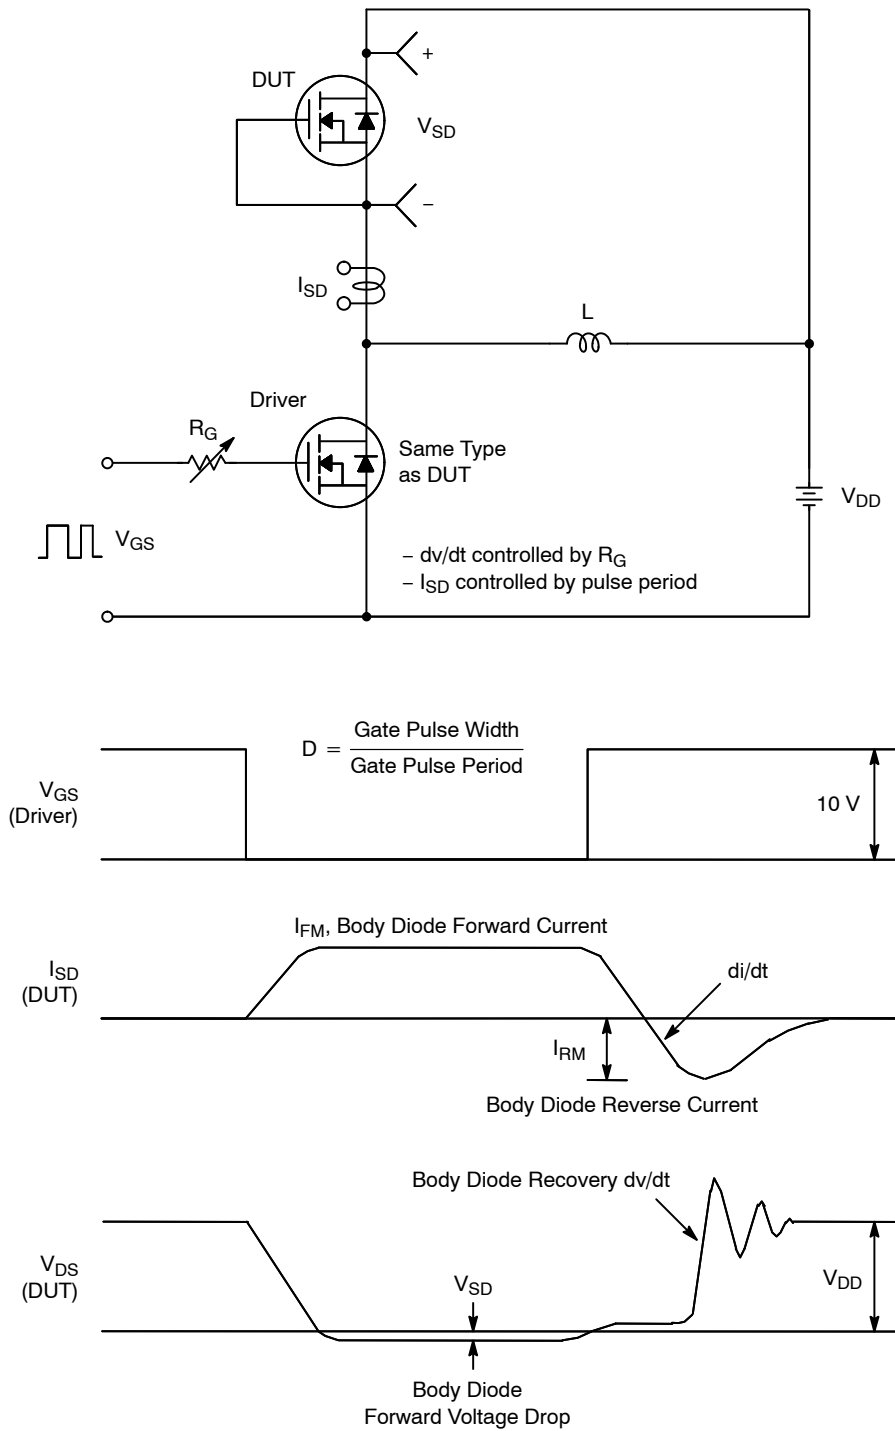 DUT
+
V_SD
−
I_SD
L
Driver
R_G
Same Type
as DUT
V_DD
V_GS
− dv/dt controlled by R_G
− I_SD controlled by pulse period
D = Gate Pulse Width
Gate Pulse Period
V_GS
(Driver)
10 V
I_FM, Body Diode Forward Current
I_SD
(DUT)
di/dt
I_RM
Body Diode Reverse Current
Body Diode Recovery dv/dt
V_DS
(DUT)
V_SD
V_DD
Body Diode
Forward Voltage Drop